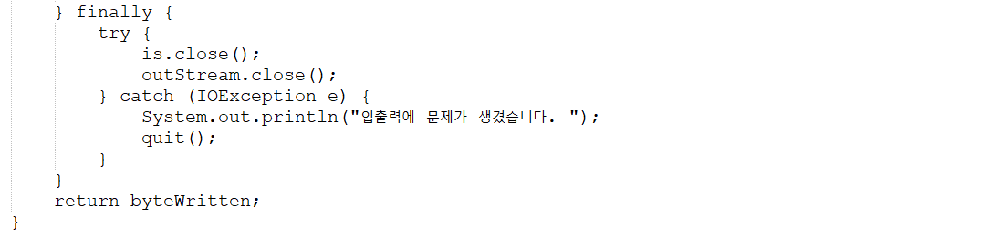 } finally {
try {
is.close();
outStream.close();
} catch (IOException e) {
System.out.println("입출력에 문제가 생겼습니다. ");
quit();
}
}
return byteWritten;
}